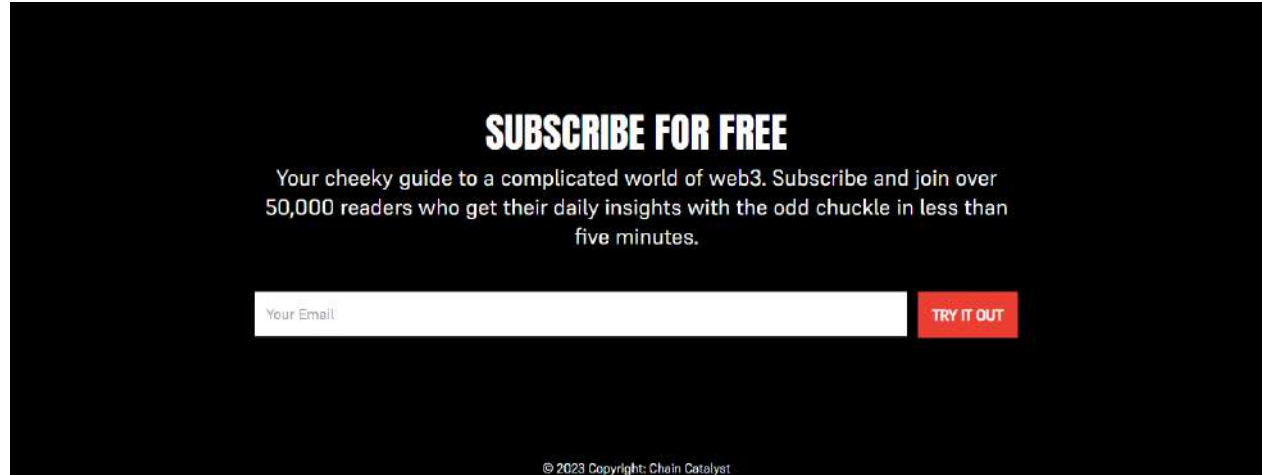 SUBSCRIBE FOR FREE
Your cheeky guide to a complicated world of web3. Subscribe and join over
50,000 readers who get their daily insights with the odd chuckle in less than
five minutes.
Your Email
TRY IT OUT
© 2023 Copyright: Chain Catalyst